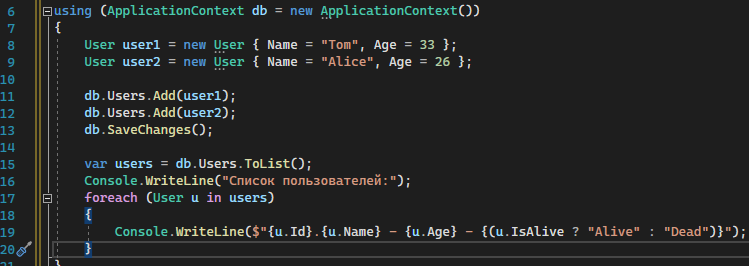 6 using (ApplicationContext db = new ApplicationContext())
7 {
8 User user1 = new User { Name = "Tom", Age = 33 };
9 User user2 = new User { Name = "Alice", Age = 26 };
10
11 db.Users.Add(user1);
12 db.Users.Add(user2);
13 db.SaveChanges();
14
15 var users = db.Users.ToList();
16 Console.WriteLine("Список пользователей:");
17 foreach (User u in users)
18 {
19 Console.WriteLine($"{u.Id}.{u.Name} - {u.Age} - {(u.IsAlive ? "Alive" : "Dead")}");
20 }
21 }